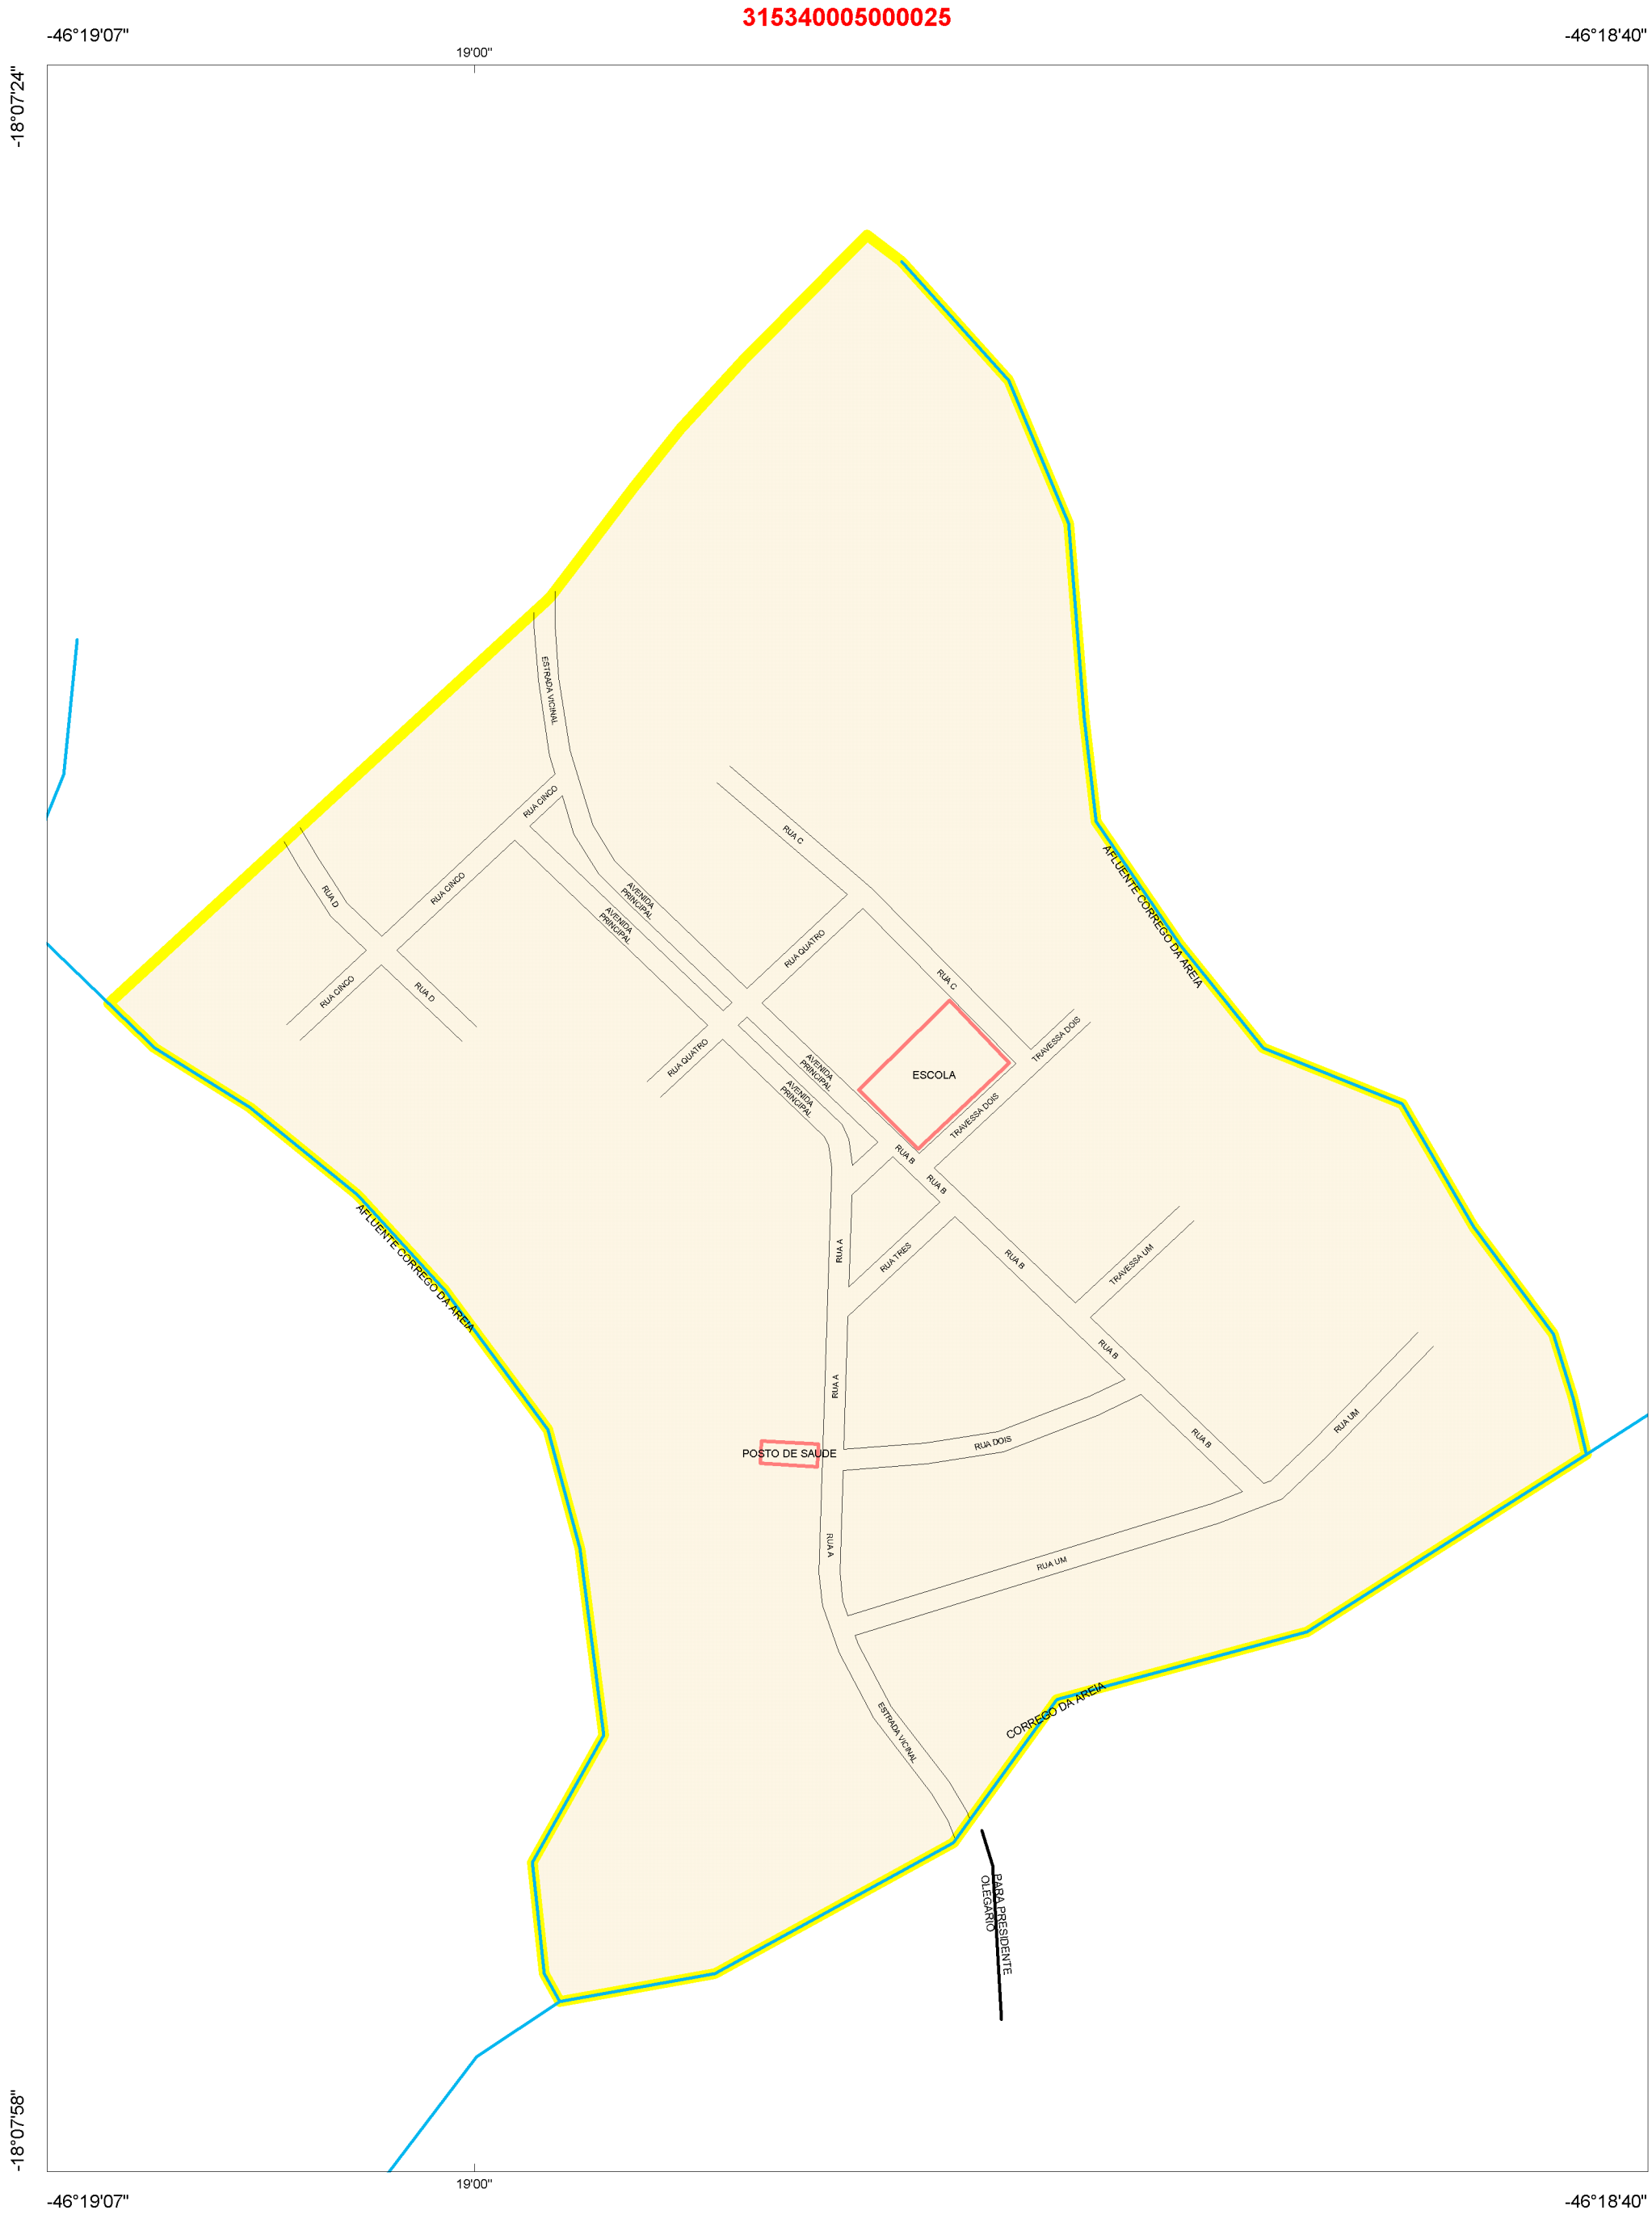 315340005000025
-46°19'07"
-46°18'40"
19'00"
-18°07'24"
ESTRADA VICINAL
RUA CINCO
RUA C
RUA CINCO
RUA D
AVENIDA
PRINCIPAL
AVENIDA
PRINCIPAL
AFLUENTE CORREGO DA AREIA
RUA QUATRO
RUA C
RUA CINCO
RUA D
TRAVESSA DOIS
RUA QUATRO
AVENIDA
PRINCIPAL
AVENIDA
PRINCIPAL
ESCOLA
TRAVESSA DOIS
RUA B
RUA B
AFLUENTE CORREGO DA AREIA
RUA A
RUA TRES
RUA B
TRAVESSA UM
RUA B
RUA A
RUA UM
RUA B
RUA DOIS
POSTO DE SAUDE
RUA A
RUA UM
CORREGO DA AREIA
ESTRADA VICINAL
PARA PRESIDENTE
OLEGARIO
-18°07'58"
19'00"
-46°19'07"
-46°18'40"